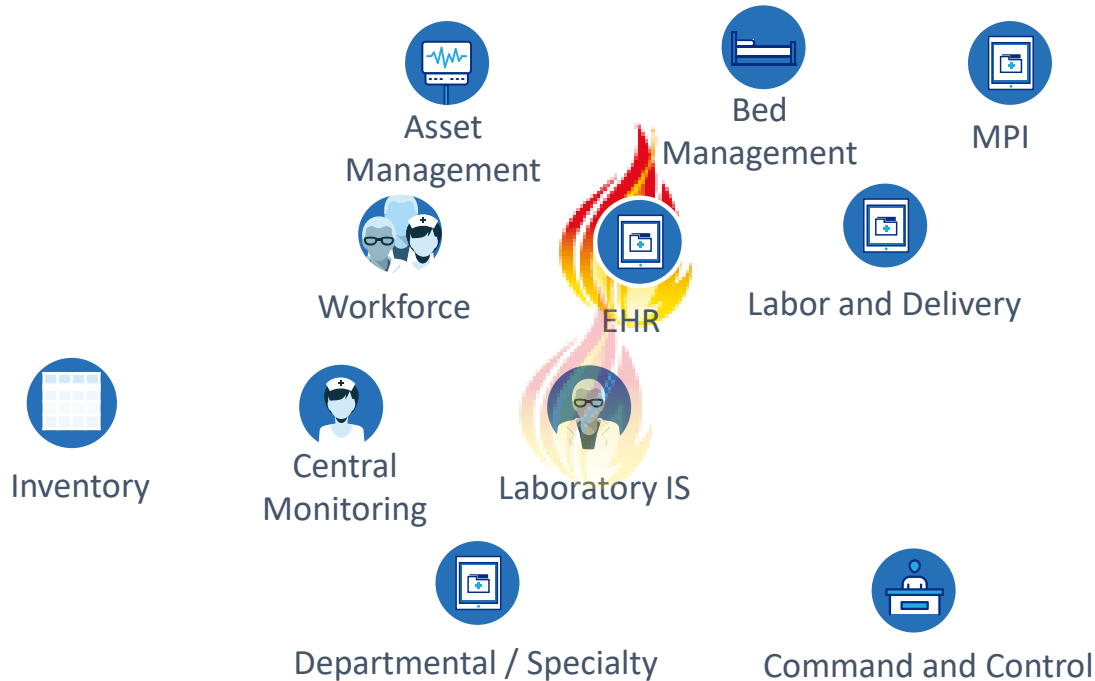 Asset
Management
Bed
Management
MPI
Workforce
EHR
Labor and Delivery
Inventory
Central
Monitoring
Laboratory IS
Departmental / Specialty
Command and Control